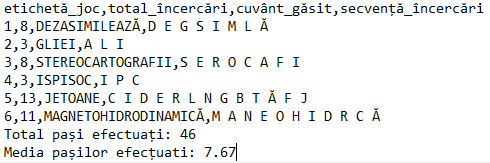 etichetă_joc,total_încercări,cuvânt_găsit,secvență_încercări
1,8,DEZASIMILEAZĂ,D E G S I M L Ă
2,3,GLIEI,A L I
3,8,STEREOCARTOGRAFII,S E R O C A F I
4,3,ISPISOC,I P C
5,13,JETOANE,C I D E R L N G B T Ă F J
6,11,MAGNETOHIDRODINAMICĂ,M A N E O H I D R C Ă
Total pași efectuați: 46
Media pașilor efectuați: 7.67